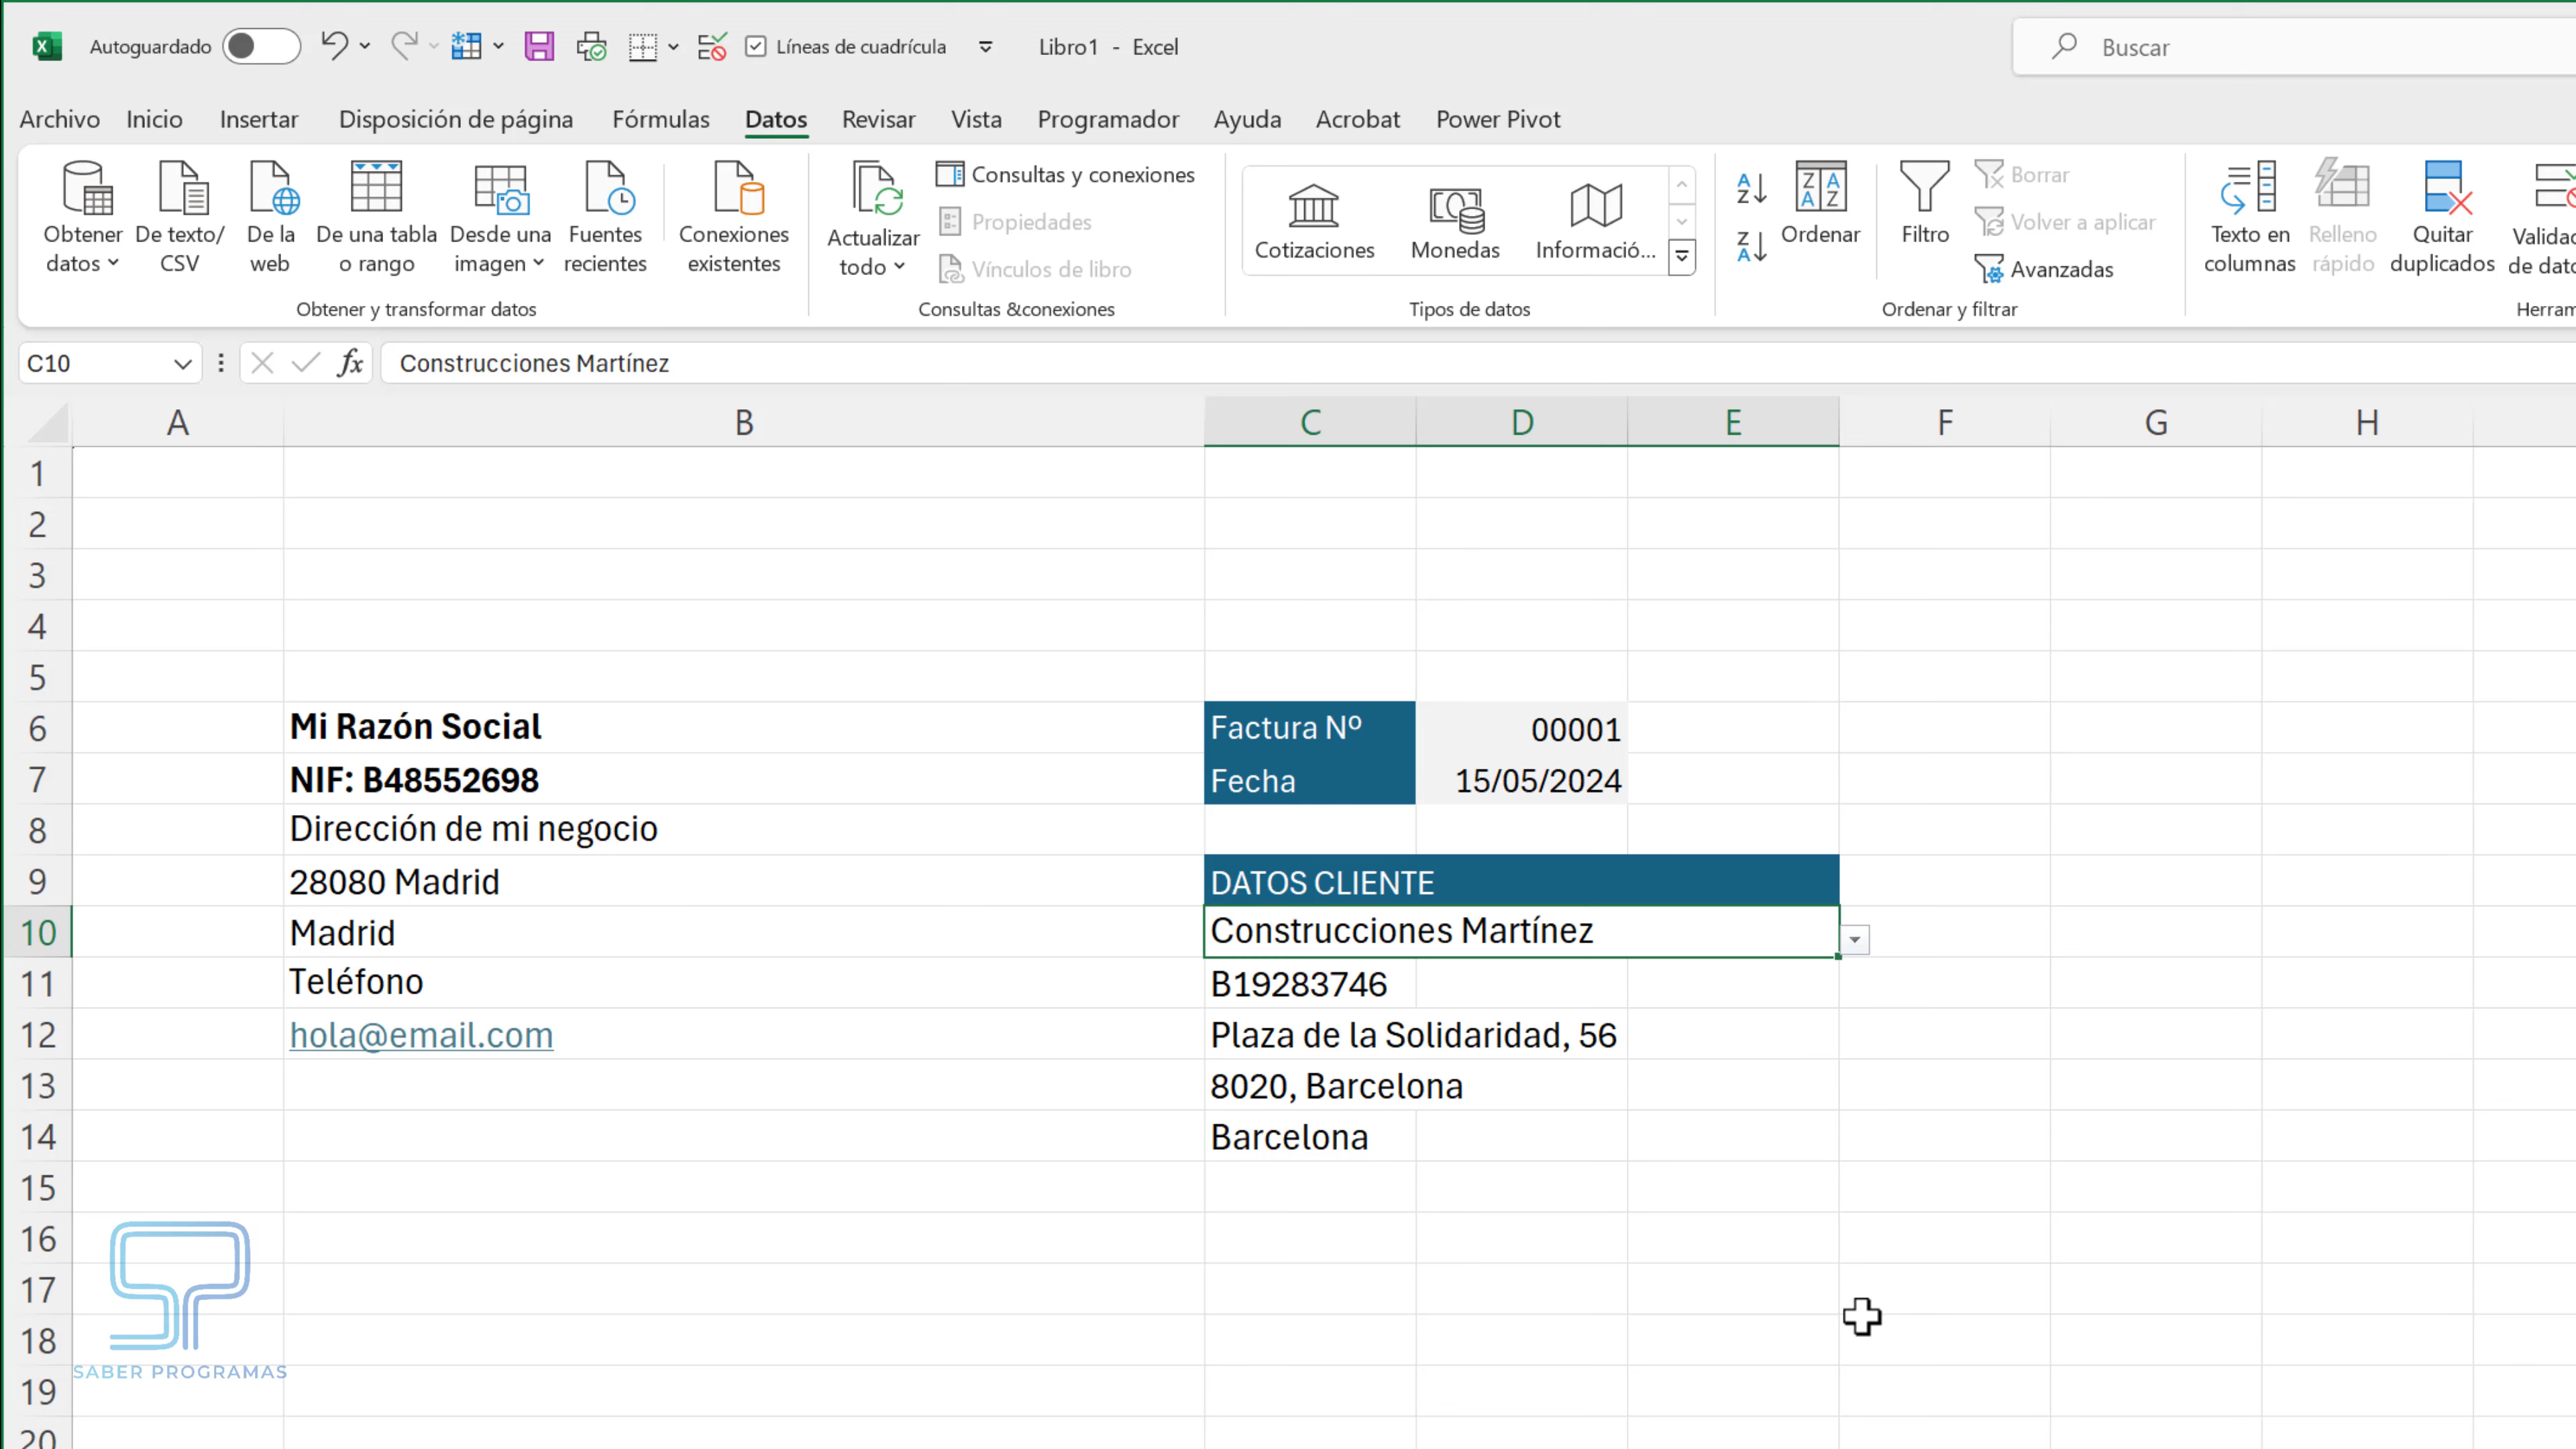 Autoguardado
Líneas de cuadrícula
Libro1 - Excel
Buscar
Archivo Inicio Insertar Disposición de página Fórmulas Datos Revisar Vista Programador Ayuda Acrobat Power Pivot
Obtener datos
De texto/ CSV
De la web
De una tabla o rango
Desde una imagen
Fuentes recientes
Conexiones existentes
Obtener y transformar datos
Actualizar todo
Consultas y conexiones
Propiedades
Vínculos de libro
Consultas &conexiones
Cotizaciones
Monedas
Informació...
Tipos de datos
Ordenar
Filtro
Borrar
Volver a aplicar
Avanzadas
Ordenar y filtrar
Texto en columnas
Relleno rápido
Quitar duplicados
C10
fx
Construcciones Martínez
A B C D E F G H
1
2
3
4
5
6 Mi Razón Social Factura Nº 00001
7 NIF: B48552698 Fecha 15/05/2024
8 Dirección de mi negocio
9 28080 Madrid DATOS CLIENTE
10 Madrid Construcciones Martínez
11 Teléfono B19283746
12 hola@email.com Plaza de la Solidaridad, 56
13 8020, Barcelona
14 Barcelona
15
16
17
18
19
20
SABER PROGRAMAS